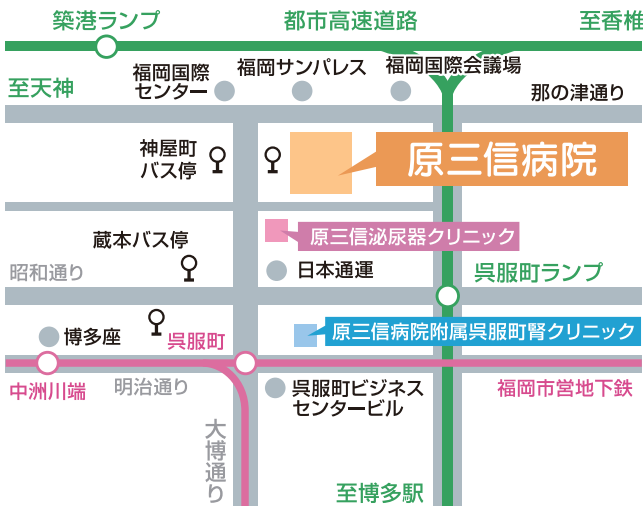 築港ランプ
都市高速道路
至香椎
至天神
福岡国際
センター
福岡サンパレス
福岡国際会議場
那の津通り
神屋町
バス停
原三信病院
蔵本バス停
原三信泌尿器クリニック
昭和通り
日本通運
呉服町ランプ
博多座
呉服町
原三信病院附属呉服町腎クリニック
中洲川端
明治通り
呉服町ビジネス
センタービル
福岡市営地下鉄
大博通り
至博多駅